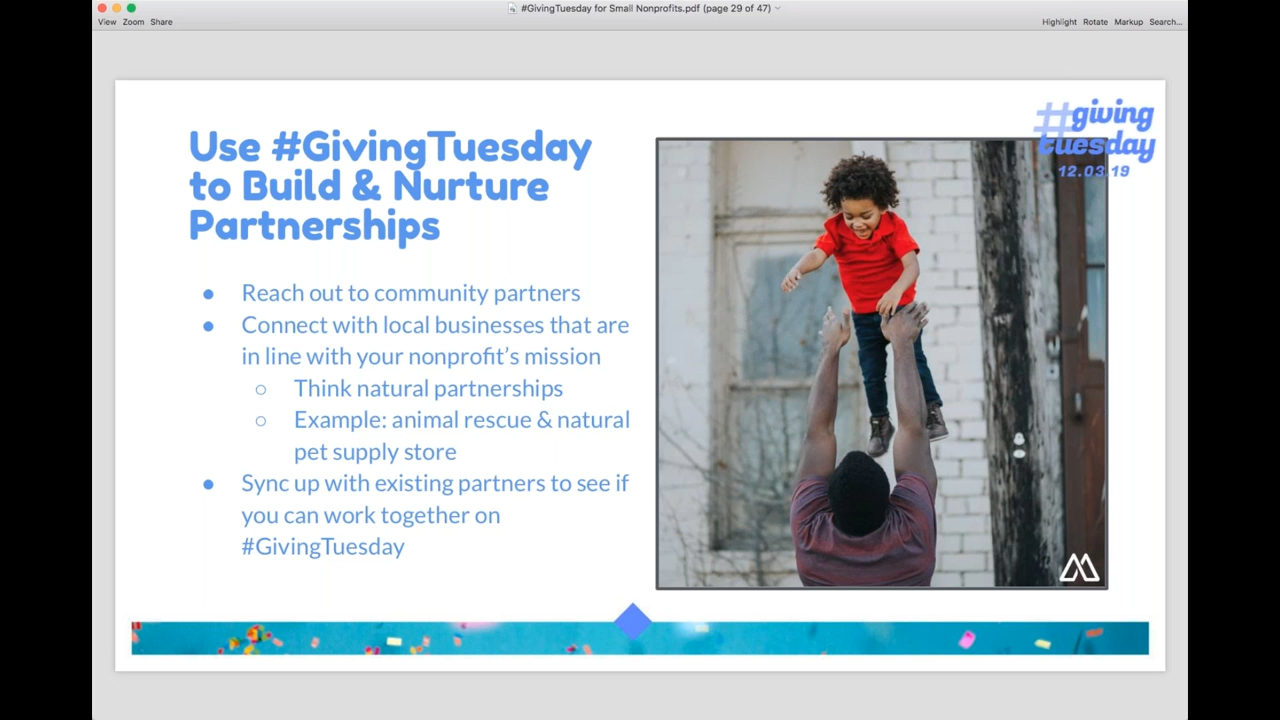 #GivingTuesday for Small Nonprofits.pdf (page 29 of 47)
View Zoom Share
Highlight Rotate Markup Search...
#giving
tuesday
12.03.19
Use #GivingTuesday
to Build & Nurture
Partnerships
● Reach out to community partners
● Connect with local businesses that are
in line with your nonprofit’s mission
○ Think natural partnerships
○ Example: animal rescue & natural
pet supply store
● Sync up with existing partners to see if
you can work together on
#GivingTuesday